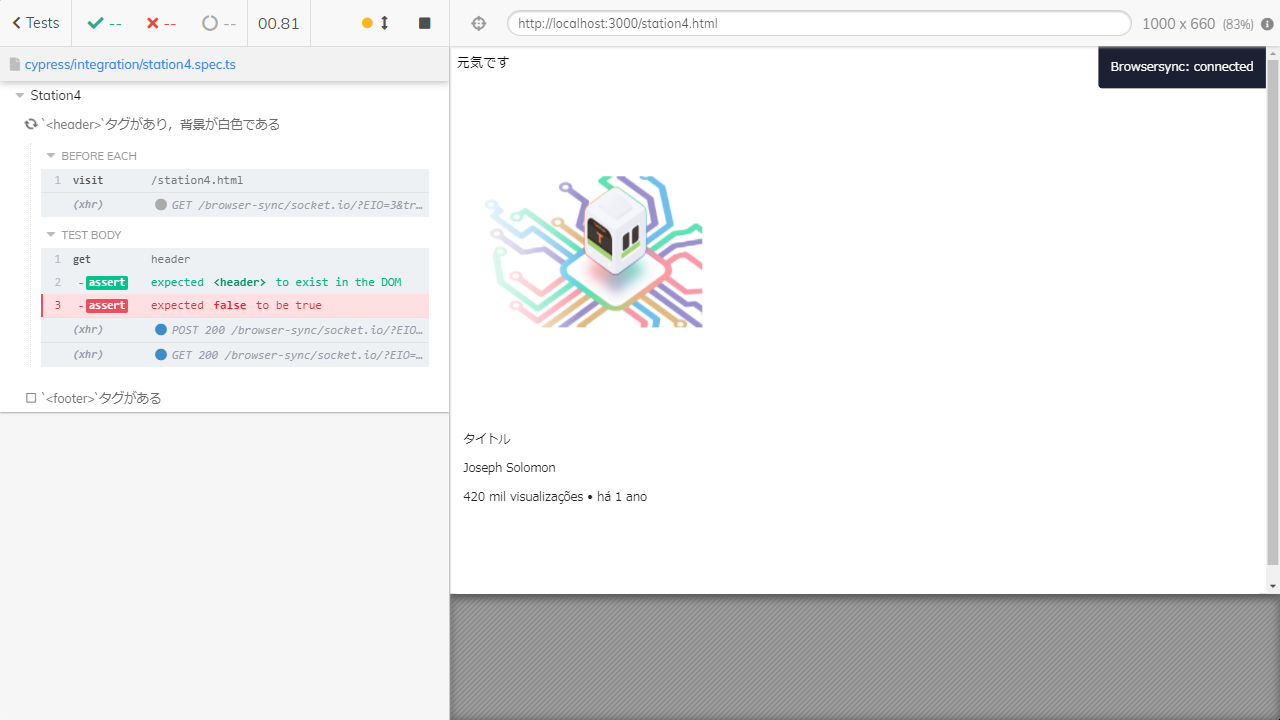 Tests
--
--
--
00.81
http://localhost:3000/station4.html
1000 x 660 (83%)
cypress/integration/station4.spec.ts
Station4
`<header>`タグがあり，背景が白色である
BEFORE EACH
1 visit /station4.html
(xhr) GET /browser-sync/socket.io/?EIO=3&tr…
TEST BODY
1 get header
2 -assert expected <header> to exist in the DOM
3 -assert expected false to be true
(xhr) POST 200 /browser-sync/socket.io/?EIO…
(xhr) GET 200 /browser-sync/socket.io/?EIO=…
`<footer>`タグがある
元気です
Browsersync: connected
T
タイトル
Joseph Solomon
420 mil visualizações • há 1 ano